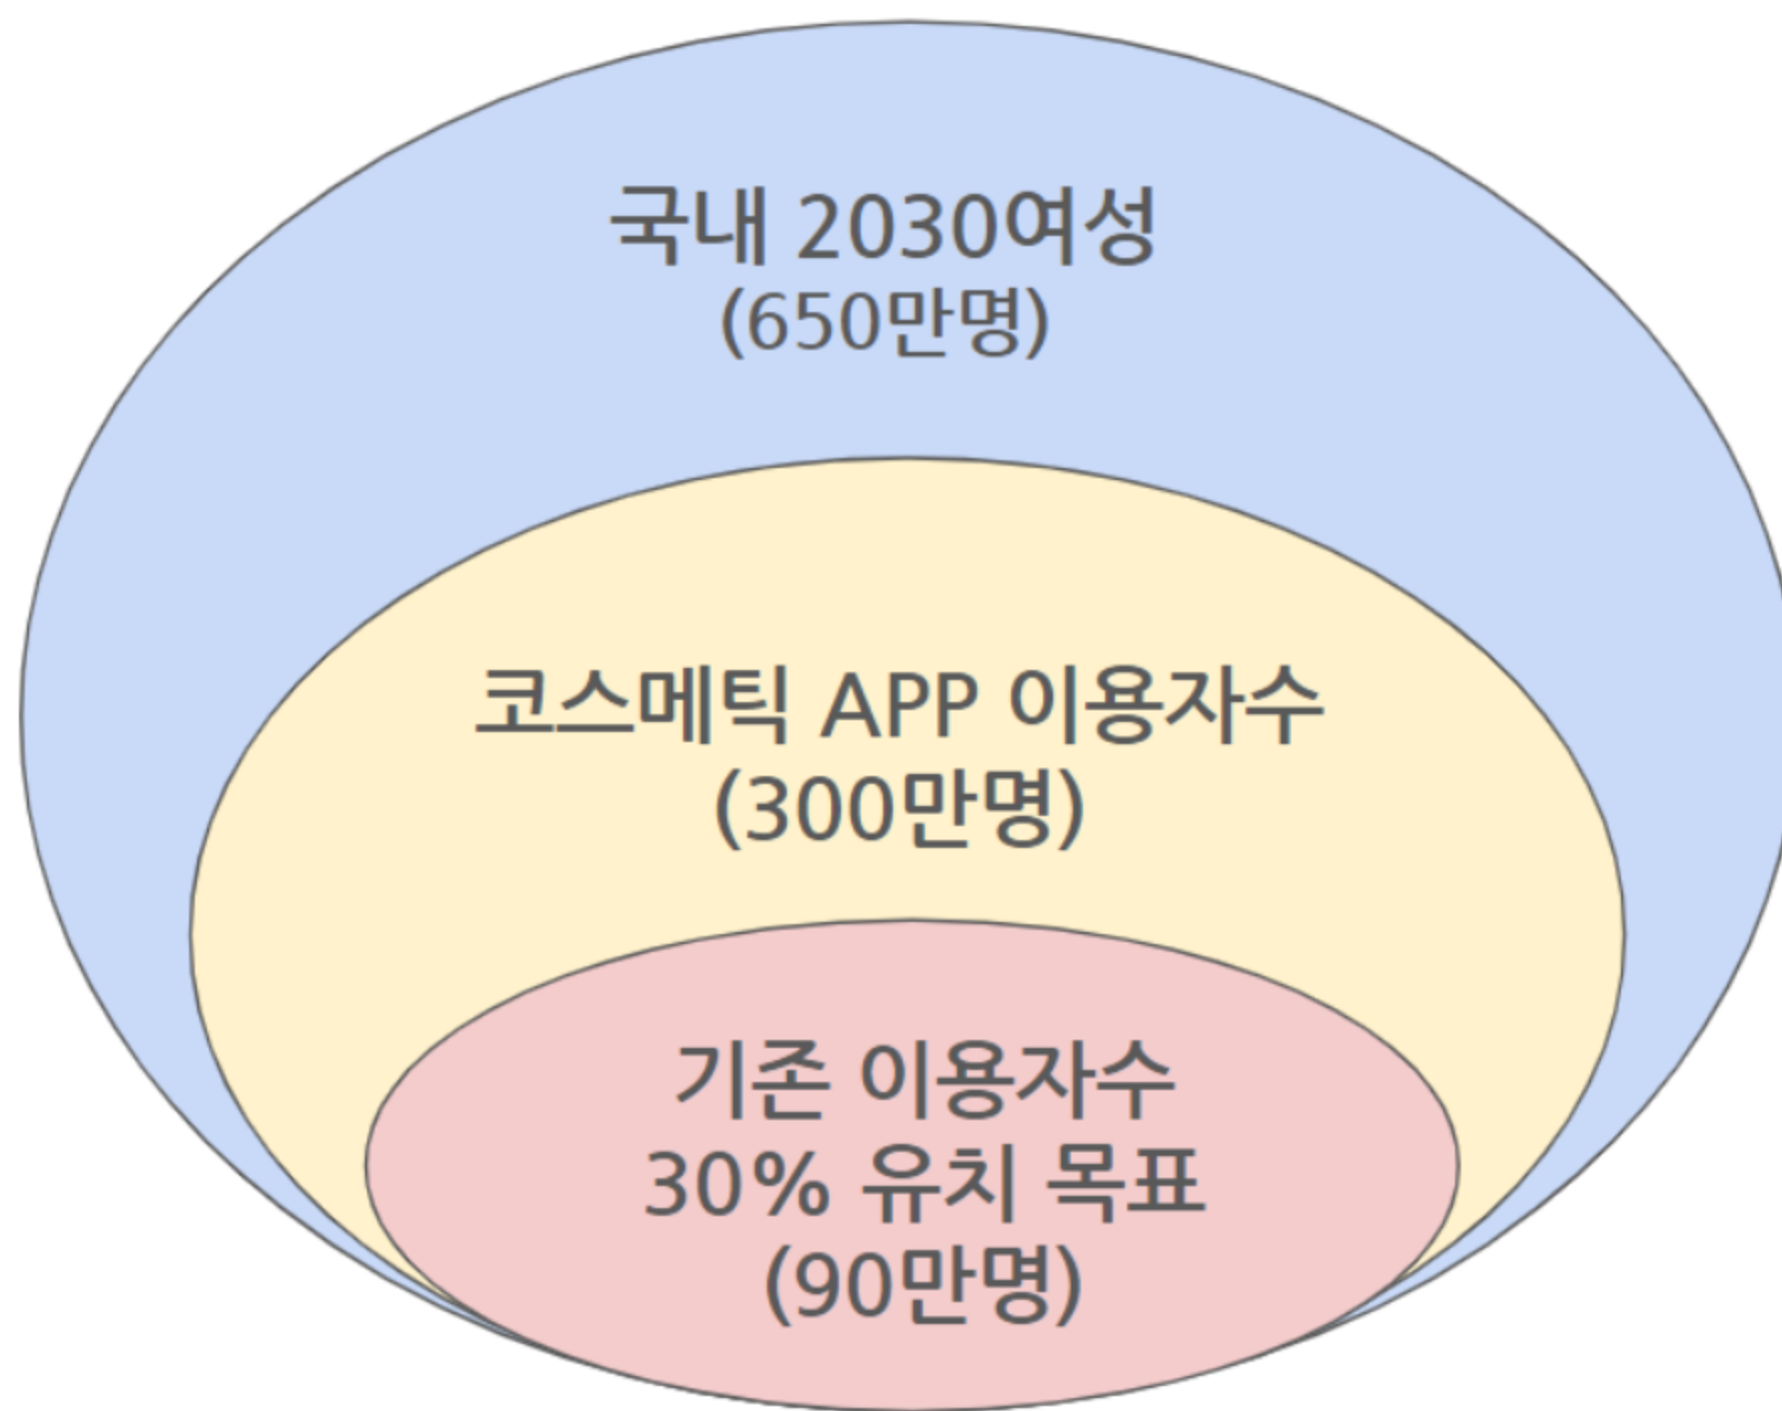 국내 2030여성
(650만명)
코스메틱 APP 이용자수
(300만명)
기존 이용자수
30% 유치 목표
(90만명)